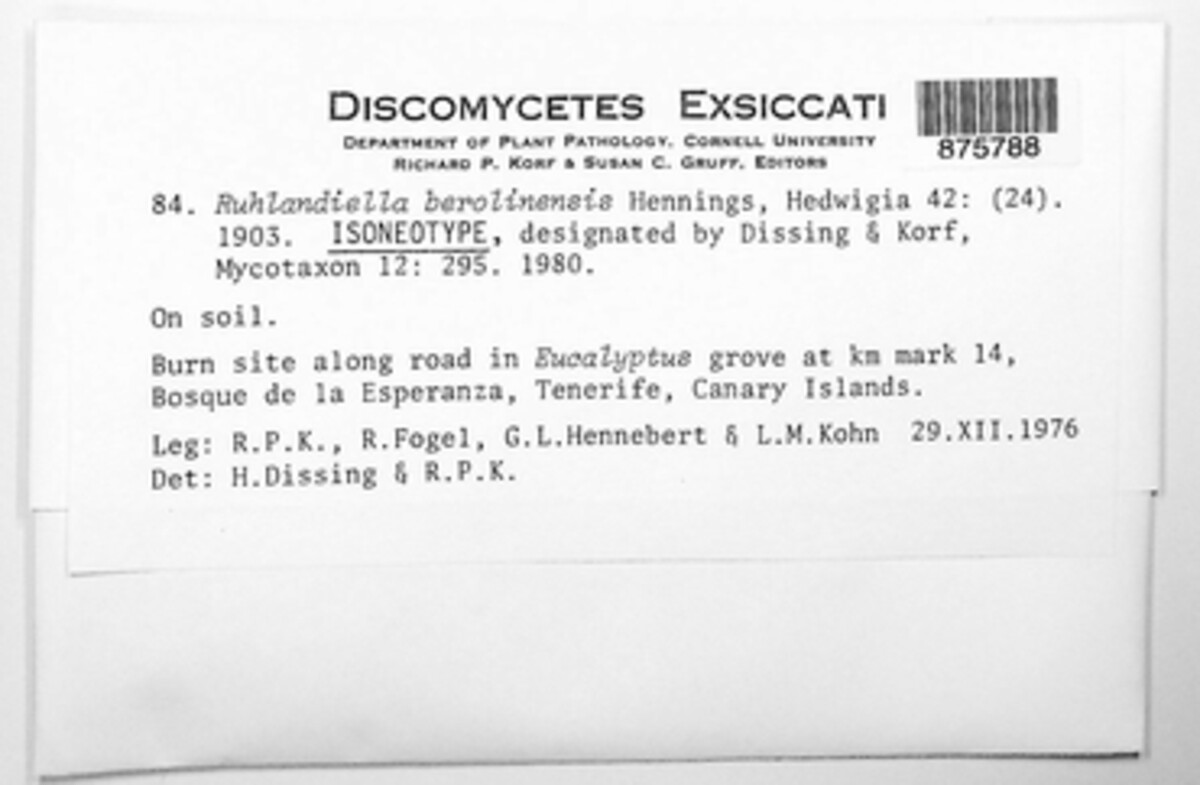 DISCOMYCETES EXSICCATI
DEPARTMENT OF PLANT PATHOLOGY, CORNELL UNIVERSITY
RICHARD P. KORF & SUSAN C. GRUFF, EDITORS
875788
84. Ruhlandiella berolinensis Hennings, Hedwigia 42: (24).
1903. ISONEOTYPE, designated by Dissing & Korf,
Mycotaxon 12: 295. 1980.
On soil.
Burn site along road in Eucalyptus grove at km mark 14,
Bosque de la Esperanza, Tenerife, Canary Islands.
Leg: R.P.K., R.Fogel, G.L.Hennebert & L.M.Kohn 29.XII.1976
Det: H.Dissing & R.P.K.